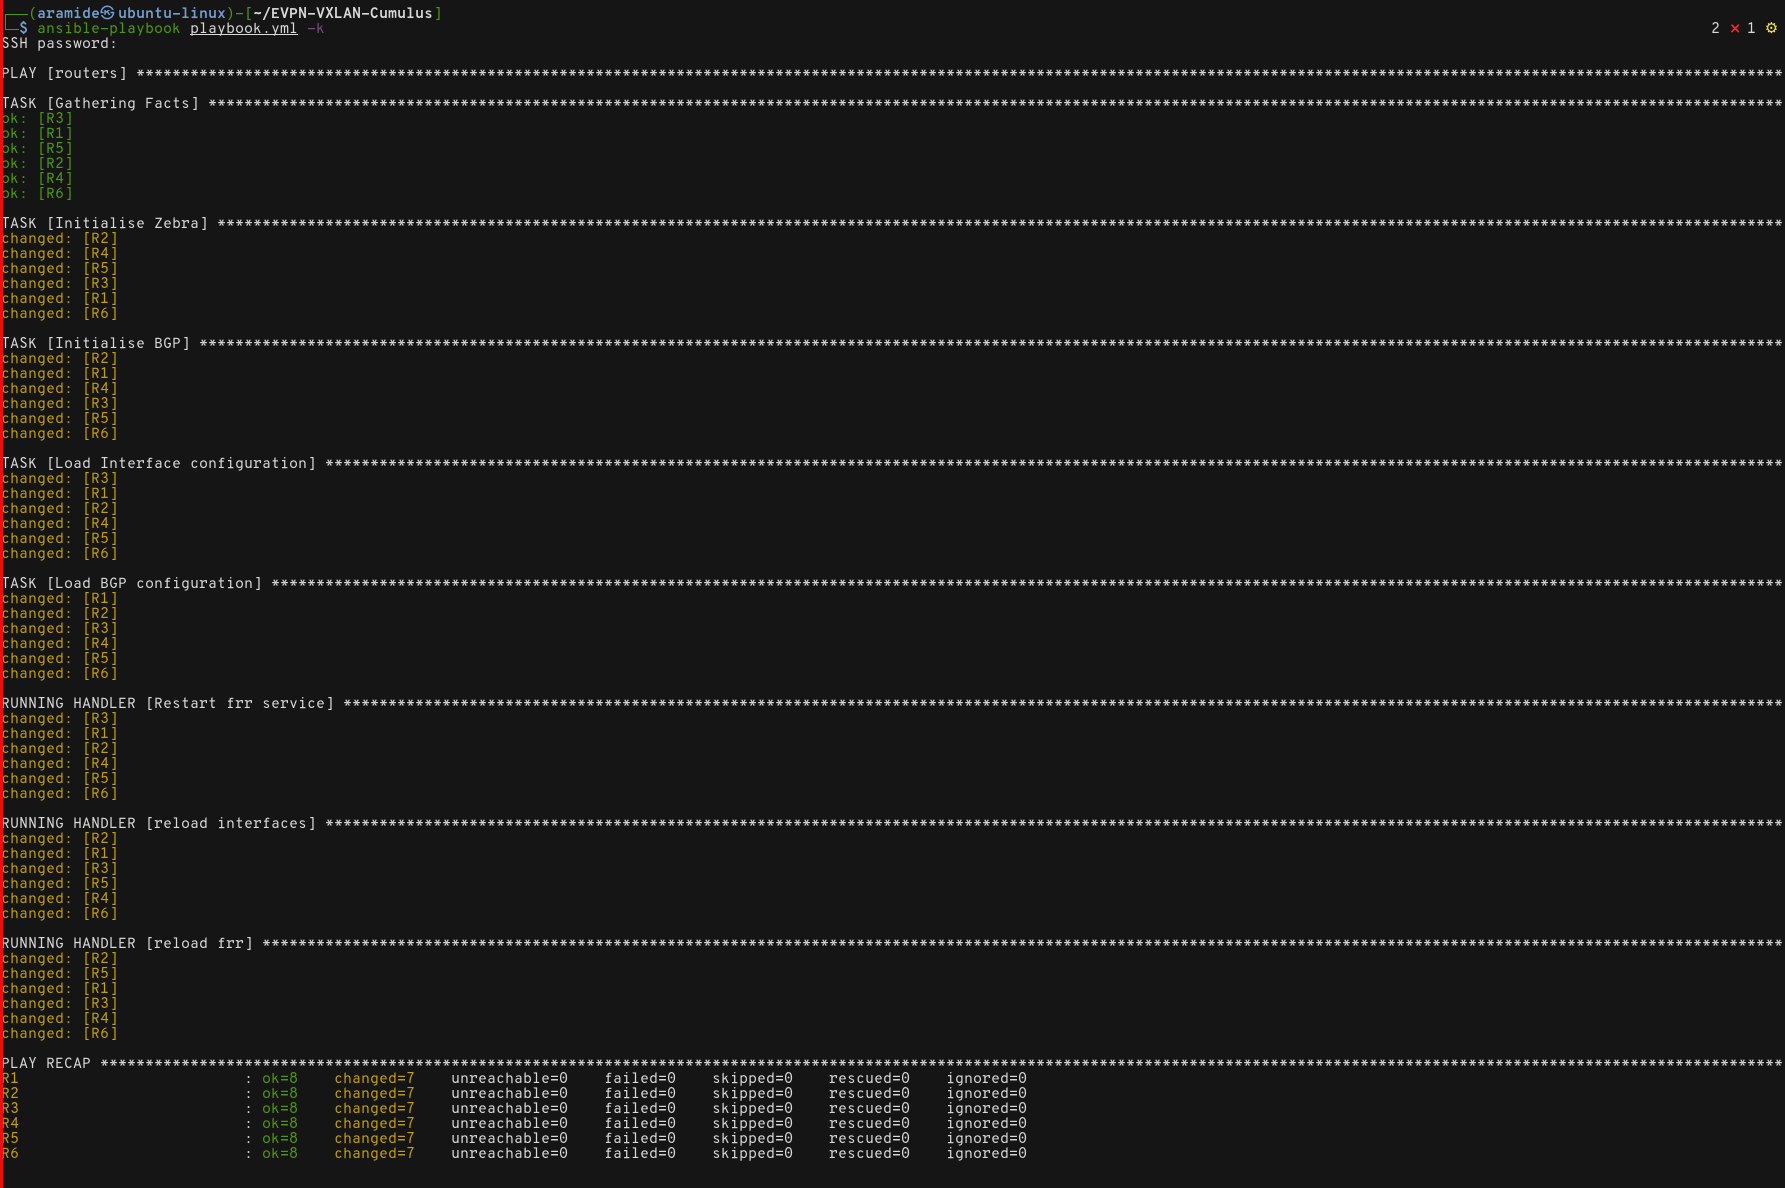 ┌──(aramide㉿ubuntu-linux)-[~/EVPN-VXLAN-Cumulus]
└─$ ansible-playbook playbook.yml -k 2 ✗ 1 ⚙
SSH password:
PLAY [routers] ***********************************************************************************************************************************************************************************
TASK [Gathering Facts] ***************************************************************************************************************************************************************************
ok: [R3]
ok: [R1]
ok: [R5]
ok: [R2]
ok: [R4]
ok: [R6]
TASK [Initialise Zebra] **************************************************************************************************************************************************************************
changed: [R2]
changed: [R4]
changed: [R5]
changed: [R3]
changed: [R1]
changed: [R6]
TASK [Initialise BGP] ****************************************************************************************************************************************************************************
changed: [R2]
changed: [R1]
changed: [R4]
changed: [R3]
changed: [R5]
changed: [R6]
TASK [Load Interface configuration] **************************************************************************************************************************************************************
changed: [R3]
changed: [R1]
changed: [R2]
changed: [R4]
changed: [R5]
changed: [R6]
TASK [Load BGP configuration] ********************************************************************************************************************************************************************
changed: [R1]
changed: [R2]
changed: [R3]
changed: [R4]
changed: [R5]
changed: [R6]
RUNNING HANDLER [Restart frr service] ************************************************************************************************************************************************************
changed: [R3]
changed: [R1]
changed: [R2]
changed: [R4]
changed: [R5]
changed: [R6]
RUNNING HANDLER [reload interfaces] **************************************************************************************************************************************************************
changed: [R2]
changed: [R1]
changed: [R3]
changed: [R5]
changed: [R4]
changed: [R6]
RUNNING HANDLER [reload frr] *********************************************************************************************************************************************************************
changed: [R2]
changed: [R5]
changed: [R1]
changed: [R3]
changed: [R4]
changed: [R6]
PLAY RECAP ***************************************************************************************************************************************************************************************
R1 : ok=8 changed=7 unreachable=0 failed=0 skipped=0 rescued=0 ignored=0
R2 : ok=8 changed=7 unreachable=0 failed=0 skipped=0 rescued=0 ignored=0
R3 : ok=8 changed=7 unreachable=0 failed=0 skipped=0 rescued=0 ignored=0
R4 : ok=8 changed=7 unreachable=0 failed=0 skipped=0 rescued=0 ignored=0
R5 : ok=8 changed=7 unreachable=0 failed=0 skipped=0 rescued=0 ignored=0
R6 : ok=8 changed=7 unreachable=0 failed=0 skipped=0 rescued=0 ignored=0